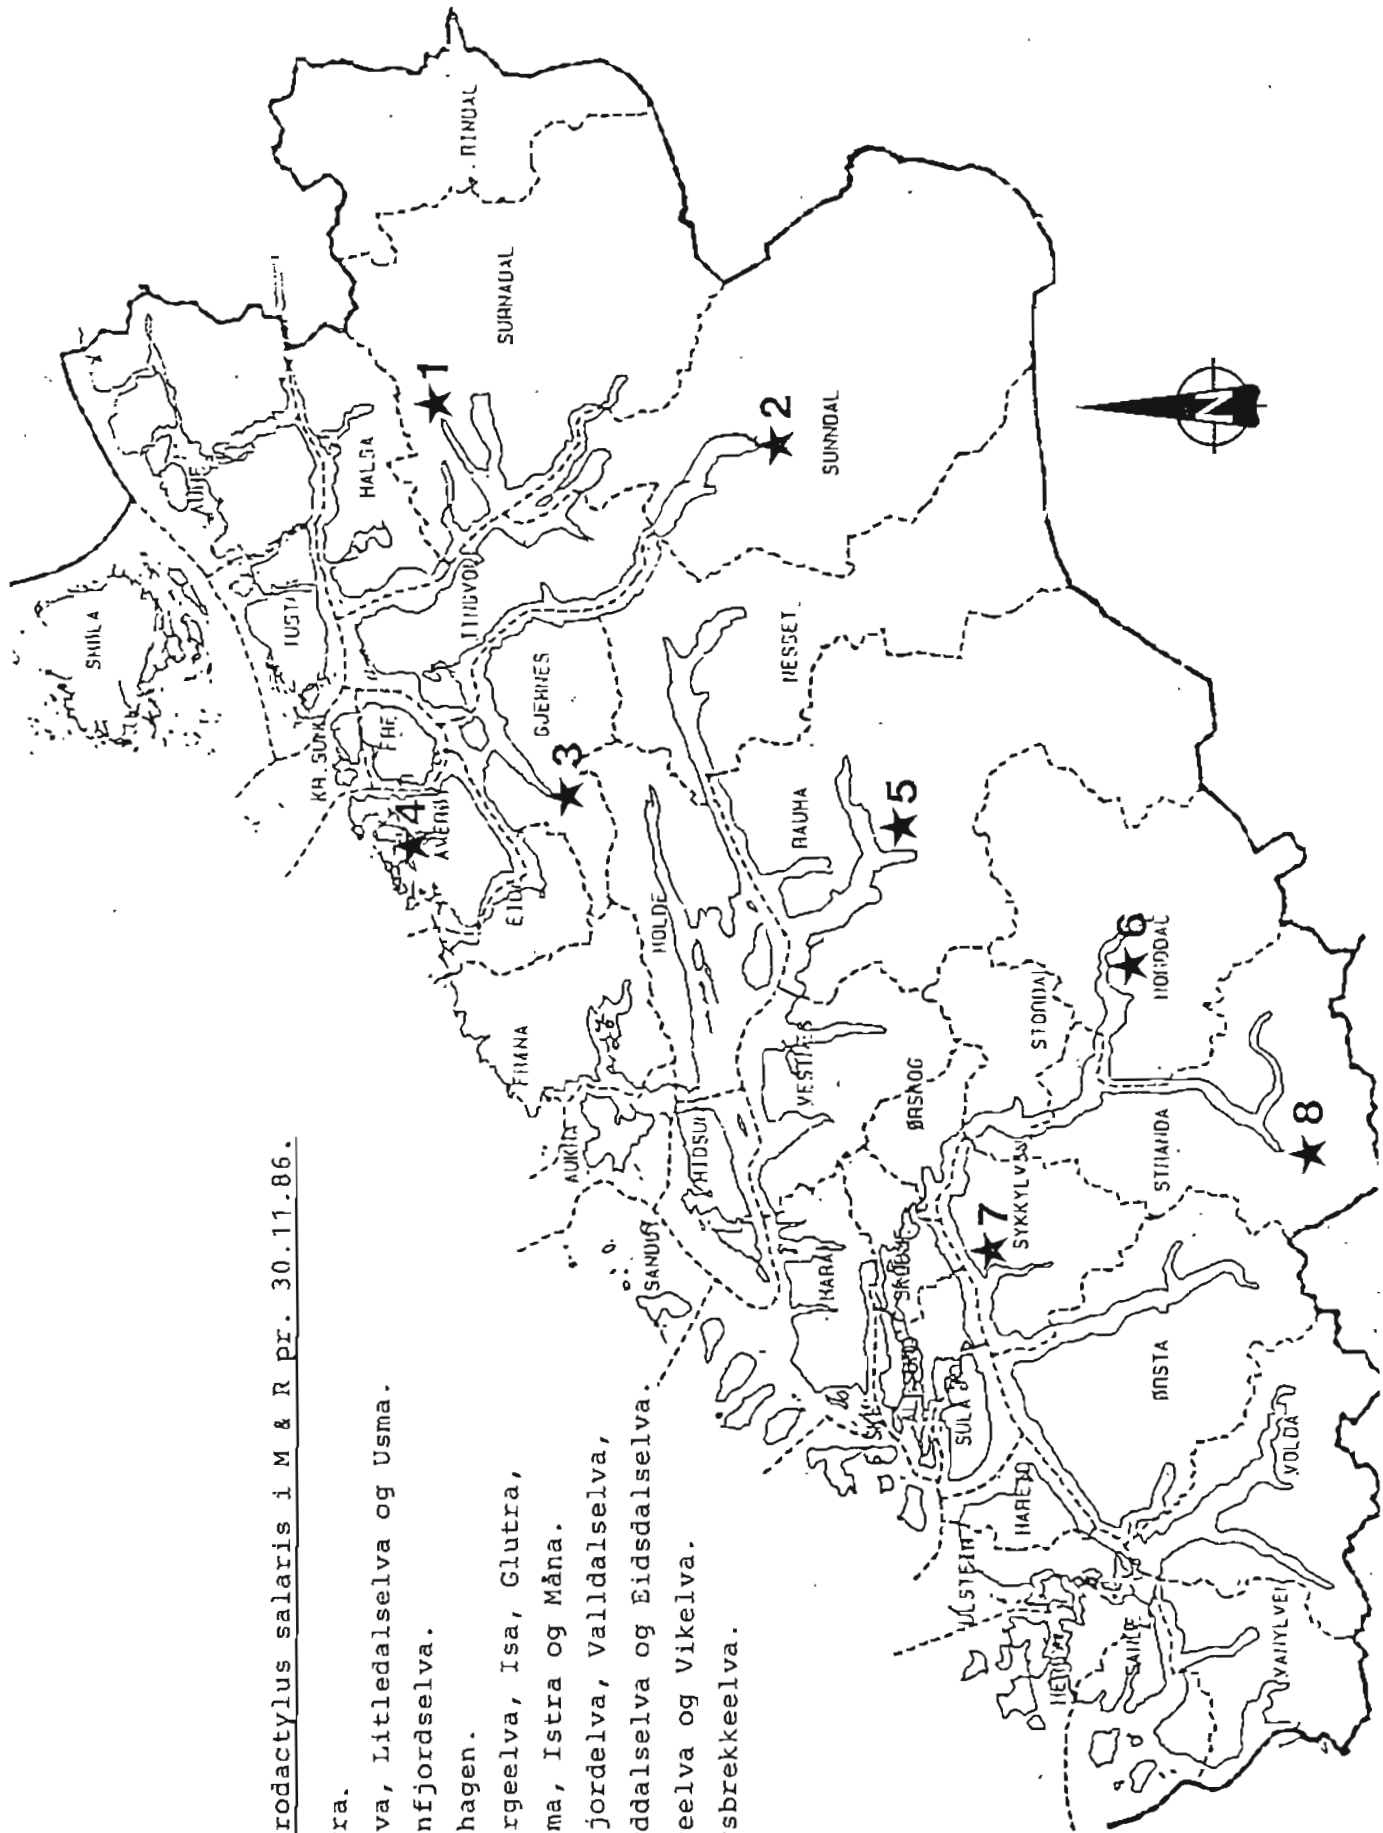 rodactylus salaris i M & R pr. 30.11.86.
ra.
va, Litledalselva og Usma.
nfjordselva.
hagen.
rgeelva, Isa, Glutra,
ma, Istra og Måna.
jordelva, Valldalselva,
ddalselva og Eidsdalselva.
eelva og Vikelva.
sbrekkeelva.
RINDAL
SURNADAL
1
HALSA
AURE
SMØLA
TUSTNA
TINGVOLL
2
SUNNDAL
KR.SUND
FREI
GJEMNES
NESSET
3
4
AVERØY
EIDE
MOLDE
RAUMA
5
FRÆNA
AUKRA
MIDSUND
VESTNES
SANDØY
ØRSKOG
STORDAL
6
NORDDAL
HARAM
SKODJE
SYKKYLVEN
7
STRANDA
8
ÅLESUND
SULA
ØRSTA
HAREID
ULSTEIN
VOLDA
HERØY
SANDE
VANYLVEN
N